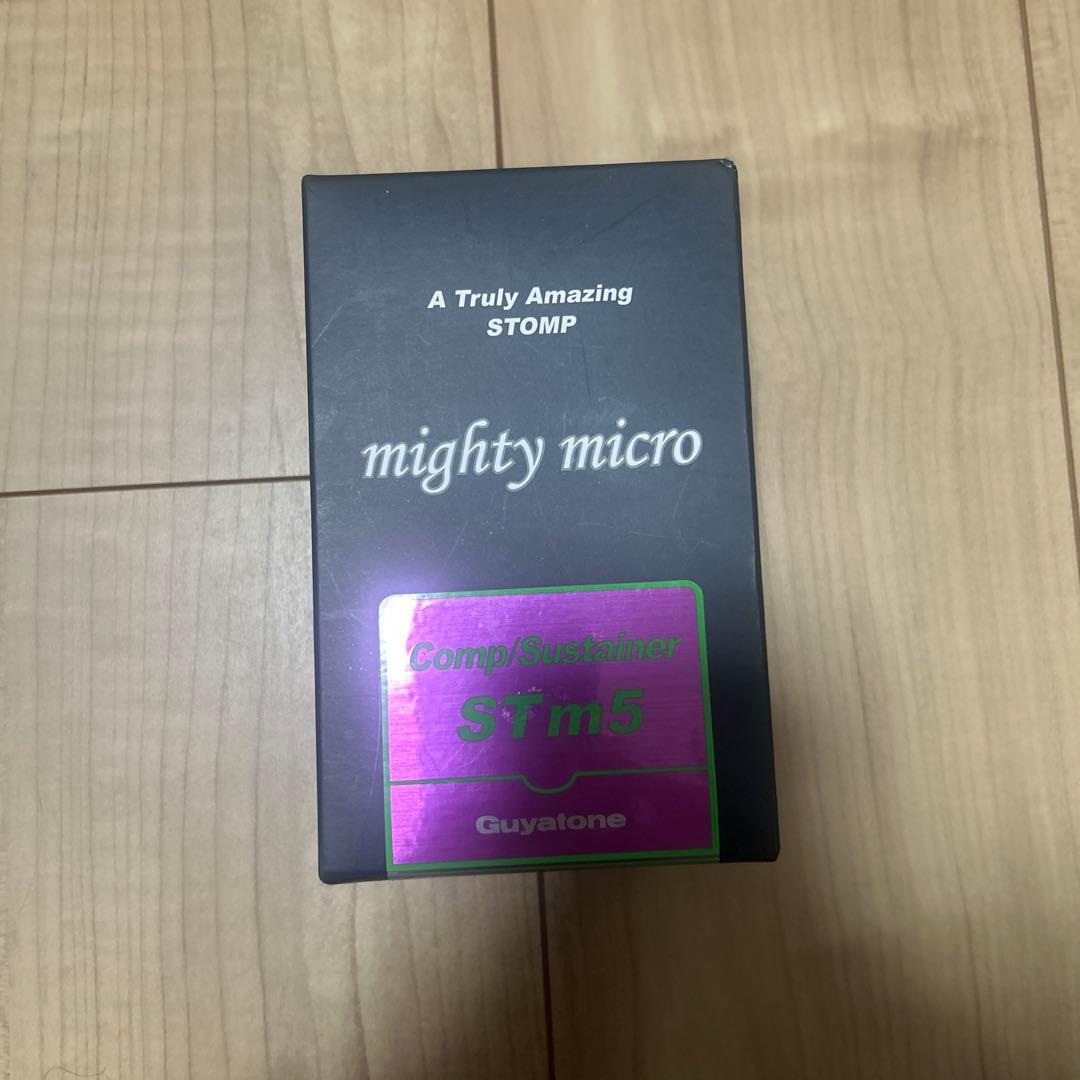 A Truly Amazing
STOMP
mighty micro
Comp/Sustainer
STm5
Guyatone